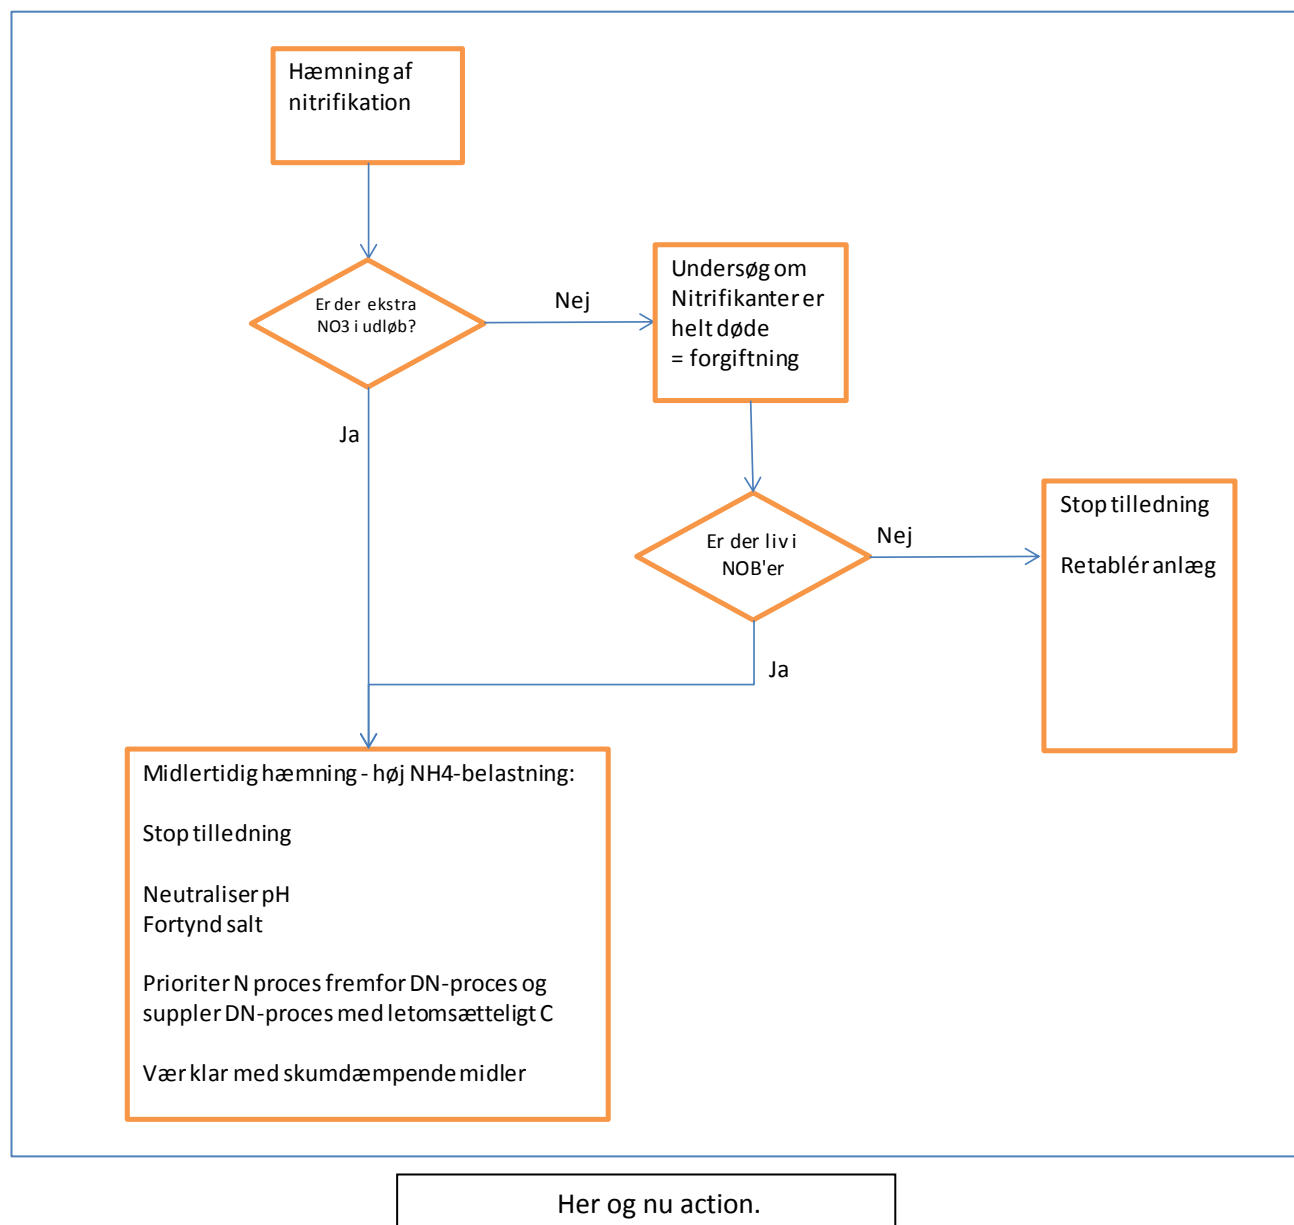 Hæmning af
nitrifikation
Er der ekstra
NO3 i udløb?
Nej
Undersøg om
Nitrifikanter er
helt døde
= forgiftning
Ja
Er der liv i
NOB'er
Nej
Stop tilledning
Retablér anlæg
Ja
Midlertidig hæmning - høj NH4-belastning:
Stop tilledning
Neutraliser pH
Fortynd salt
Prioriter N proces fremfor DN-proces og
suppler DN-proces med letomsætteligt C
Vær klar med skumdæmpende midler
Her og nu action.